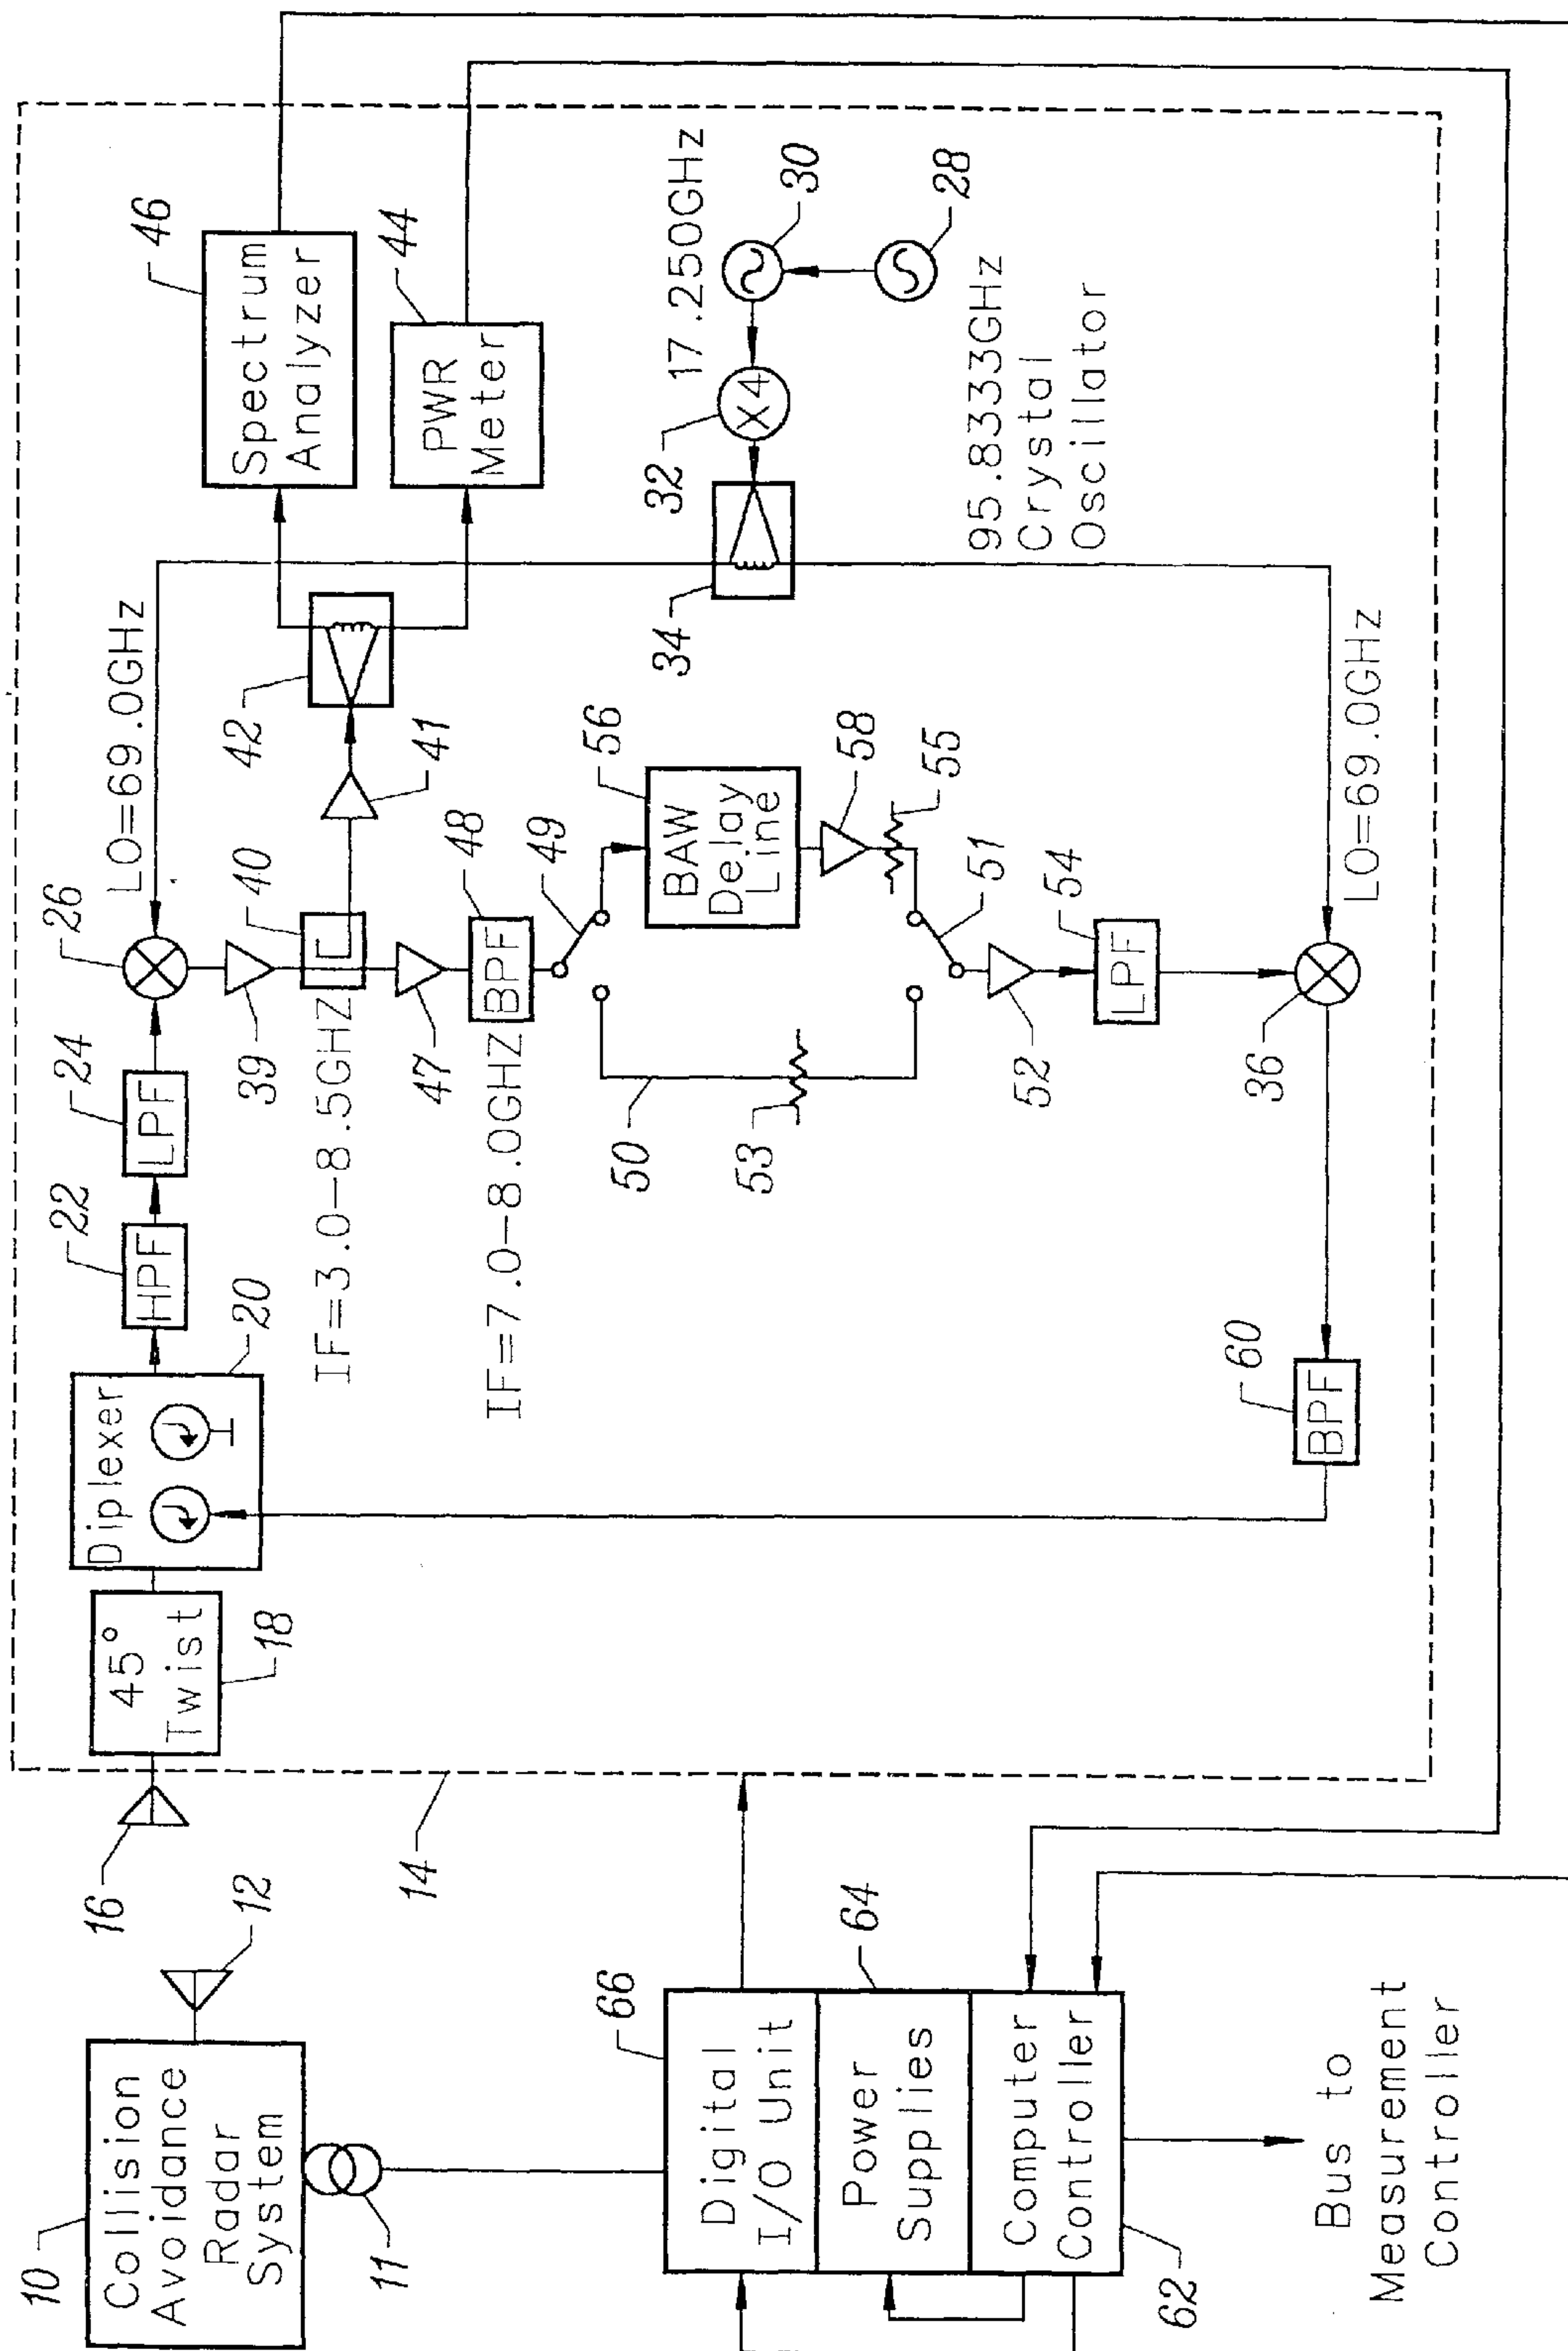 10
Collision
Avoidance
Radar
System
11
12
16
45°
Twist
18
14
Diplexer
20
HPF
22
LPF
24
26
LO=69.0GHz
39
40
IF=3.0-8.5GHZ
41
42
Spectrum
Analyzer
46
PWR
Meter
44
47
BPF
48
IF=7.0-8.0GHZ
49
50
53
BAW
Delay
Line
56
58
55
51
52
LPF
54
36
LO=69.0GHz
BPF
60
34
32
X4
17.250GHz
30
28
95.8333GHz
Crystal
Oscillator
66
Digital
I/O Unit
64
Power
Supplies
Computer
Controller
62
Bus to
Measurement
Controller